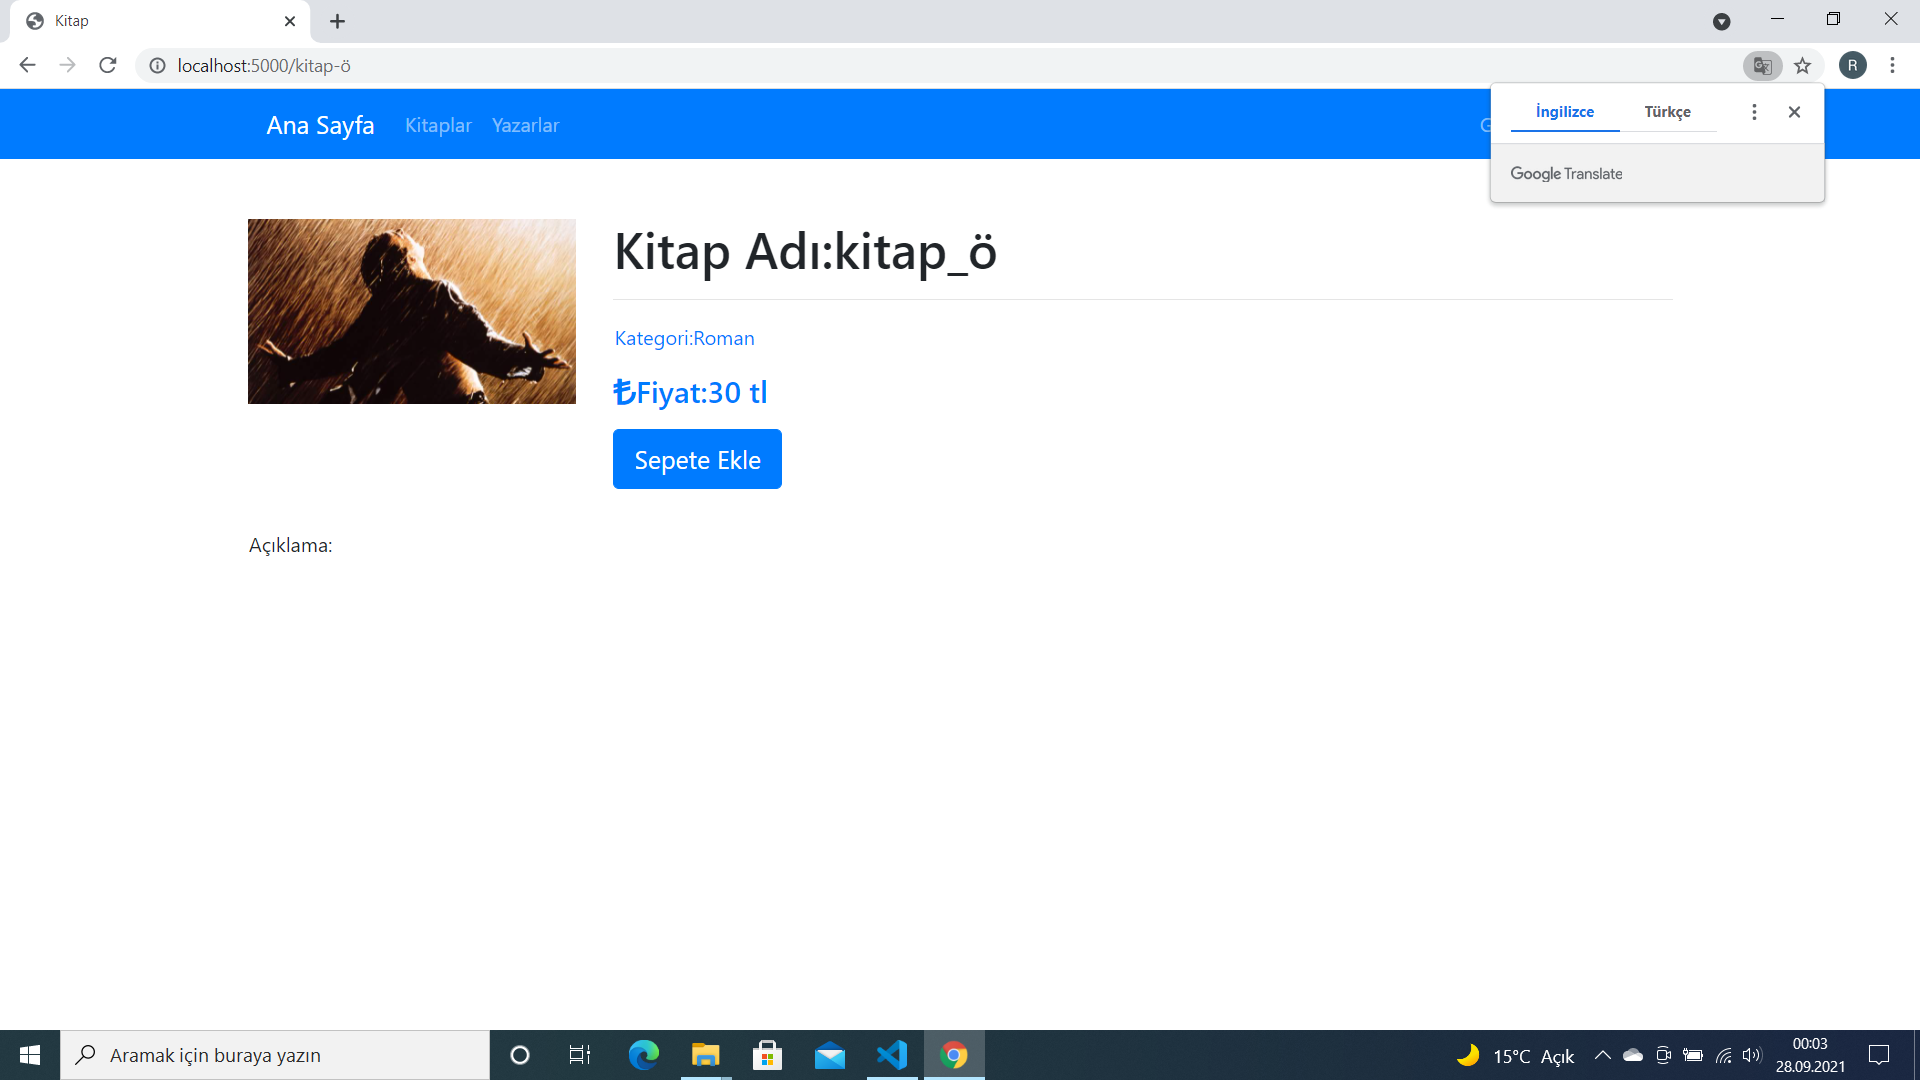 Kitap
localhost:5000/kitap-ö
R
İngilizce Türkçe
Google Translate
Ana Sayfa Kitaplar Yazarlar
Kitap Adı:kitap_ö
Kategori:Roman
₺Fiyat:30 tl
Sepete Ekle
Açıklama:
Aramak için buraya yazın
15°C Açık
00:03
28.09.2021